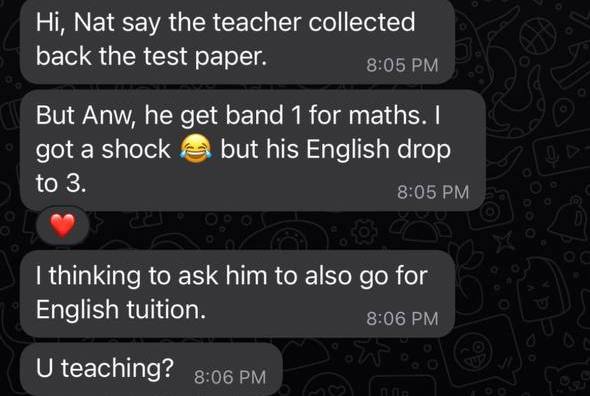 Hi, Nat say the teacher collected
back the test paper.
8:05 PM
But Anw, he get band 1 for maths. I
got a shock 😂 but his English drop
to 3.
8:05 PM
❤️
I thinking to ask him to also go for
English tuition.
8:06 PM
U teaching?
8:06 PM